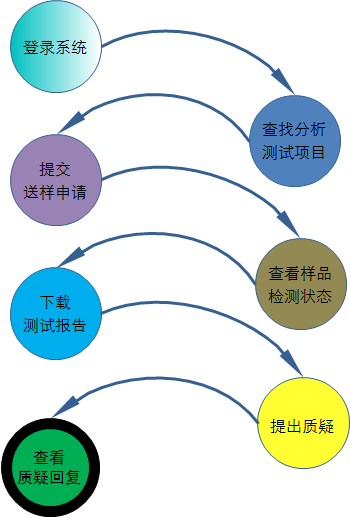 登录系统
查找分析
测试项目
提交
送样申请
查看样品
检测状态
下载
测试报告
提出质疑
查看
质疑回复